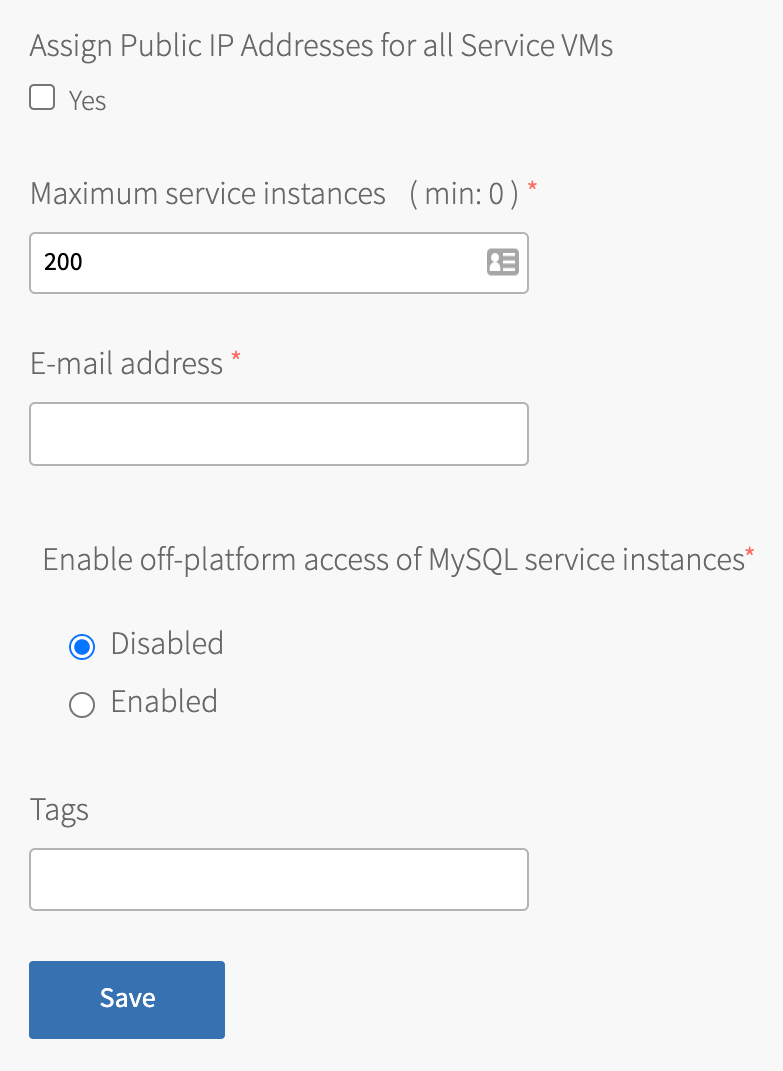 Assign Public IP Addresses for all Service VMs
Yes
Maximum service instances ( min: 0 ) *
200
E-mail address *
Enable off-platform access of MySQL service instances*
Disabled
Enabled
Tags
Save